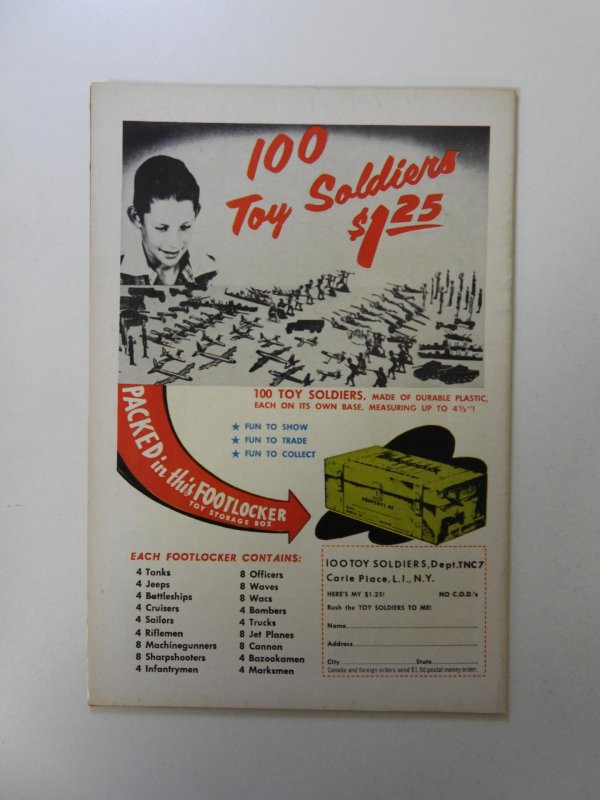 100
Toy Soldiers
$1.25
100 TOY SOLDIERS, MADE OF DURABLE PLASTIC,
EACH ON ITS OWN BASE, MEASURING UP TO 4½"!
PACKED in this FOOTLOCKER
TOY STORAGE BOX
★ FUN TO SHOW
★ FUN TO TRADE
★ FUN TO COLLECT
PROPERTY OF
EACH FOOTLOCKER CONTAINS:
4 Tanks
4 Jeeps
4 Battleships
4 Cruisers
4 Sailors
4 Riflemen
8 Machinegunners
8 Sharpshooters
4 Infantrymen
8 Officers
8 Waves
8 Wacs
4 Bombers
4 Trucks
8 Jet Planes
8 Cannon
4 Bazookamen
4 Marksmen
100 TOY SOLDIERS, Dept. TNC7
Carle Place, L.I., N.Y.
HERE'S MY $1.25! NO C.O.D.'s
Rush the TOY SOLDIERS TO ME!
Name
Address
City State
Canada and foreign orders send $1.50 postal money order.